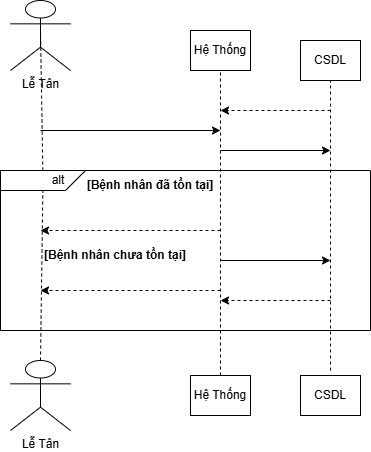 Hệ Thống
CSDL
Lễ Tân
alt
[Bệnh nhân đã tồn tại]
[Bệnh nhân chưa tồn tại]
Hệ Thống
CSDL
Lễ Tân